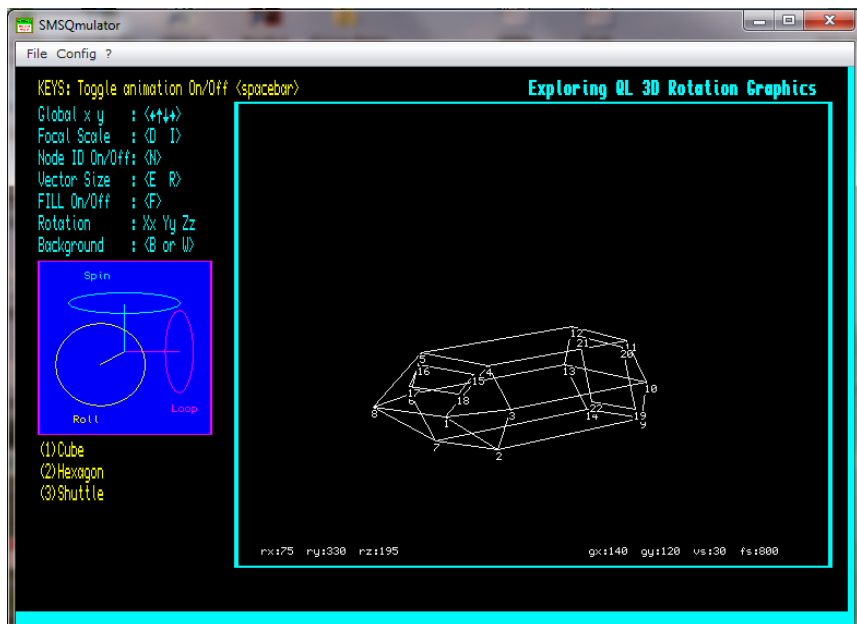 SMSQmulator
File Config ?
KEYS: Toggle animation On/Off <spacebar>
Exploring QL 3D Rotation Graphics
Global x y : <←↑↓→>
Focal Scale : <D I>
Node ID On/Off: <N>
Vector Size : <E R>
FILL On/Off : <F>
Rotation : Xx Yy Zz
Background : <B or W>
Spin
Loop
Roll
(1)Cube
(2)Hexagon
(3)Shuttle
12
21
11
20
5
16
4
15
13
10
17
6
18
8
1
3
22
14
19
9
7
2
rx:75 ry:330 rz:195
gx:140 gy:120 vs:30 fs:800